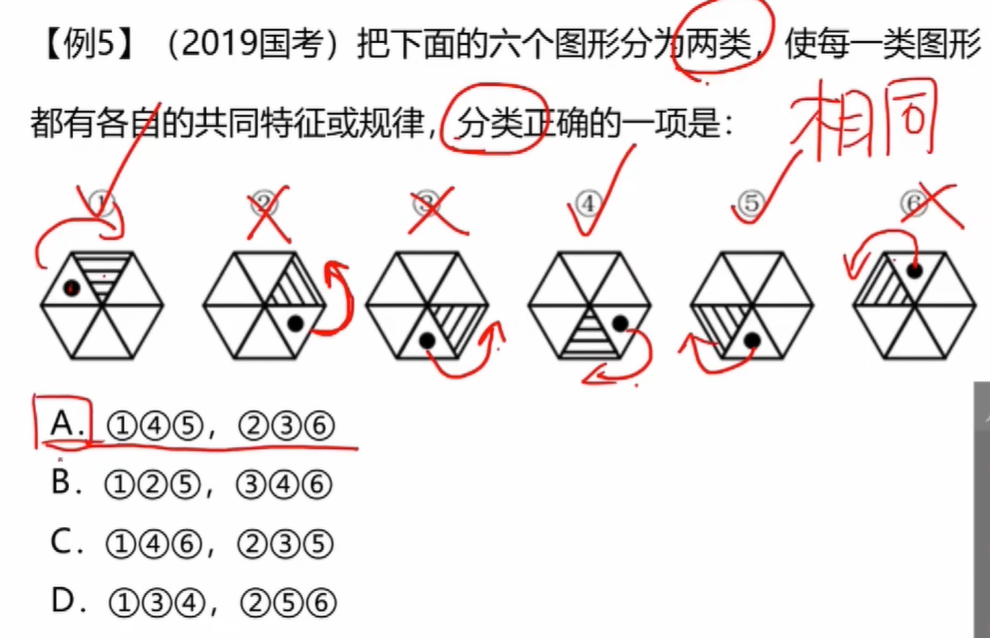 【例5】（2019国考）把下面的六个图形分为两类，使每一类图形
都有各自的共同特征或规律，分类正确的一项是：
相同
① ② ③ ④ ⑤ ⑥
A．①④⑤，②③⑥
B．①②⑤，③④⑥
C．①④⑥，②③⑤
D．①③④，②⑤⑥